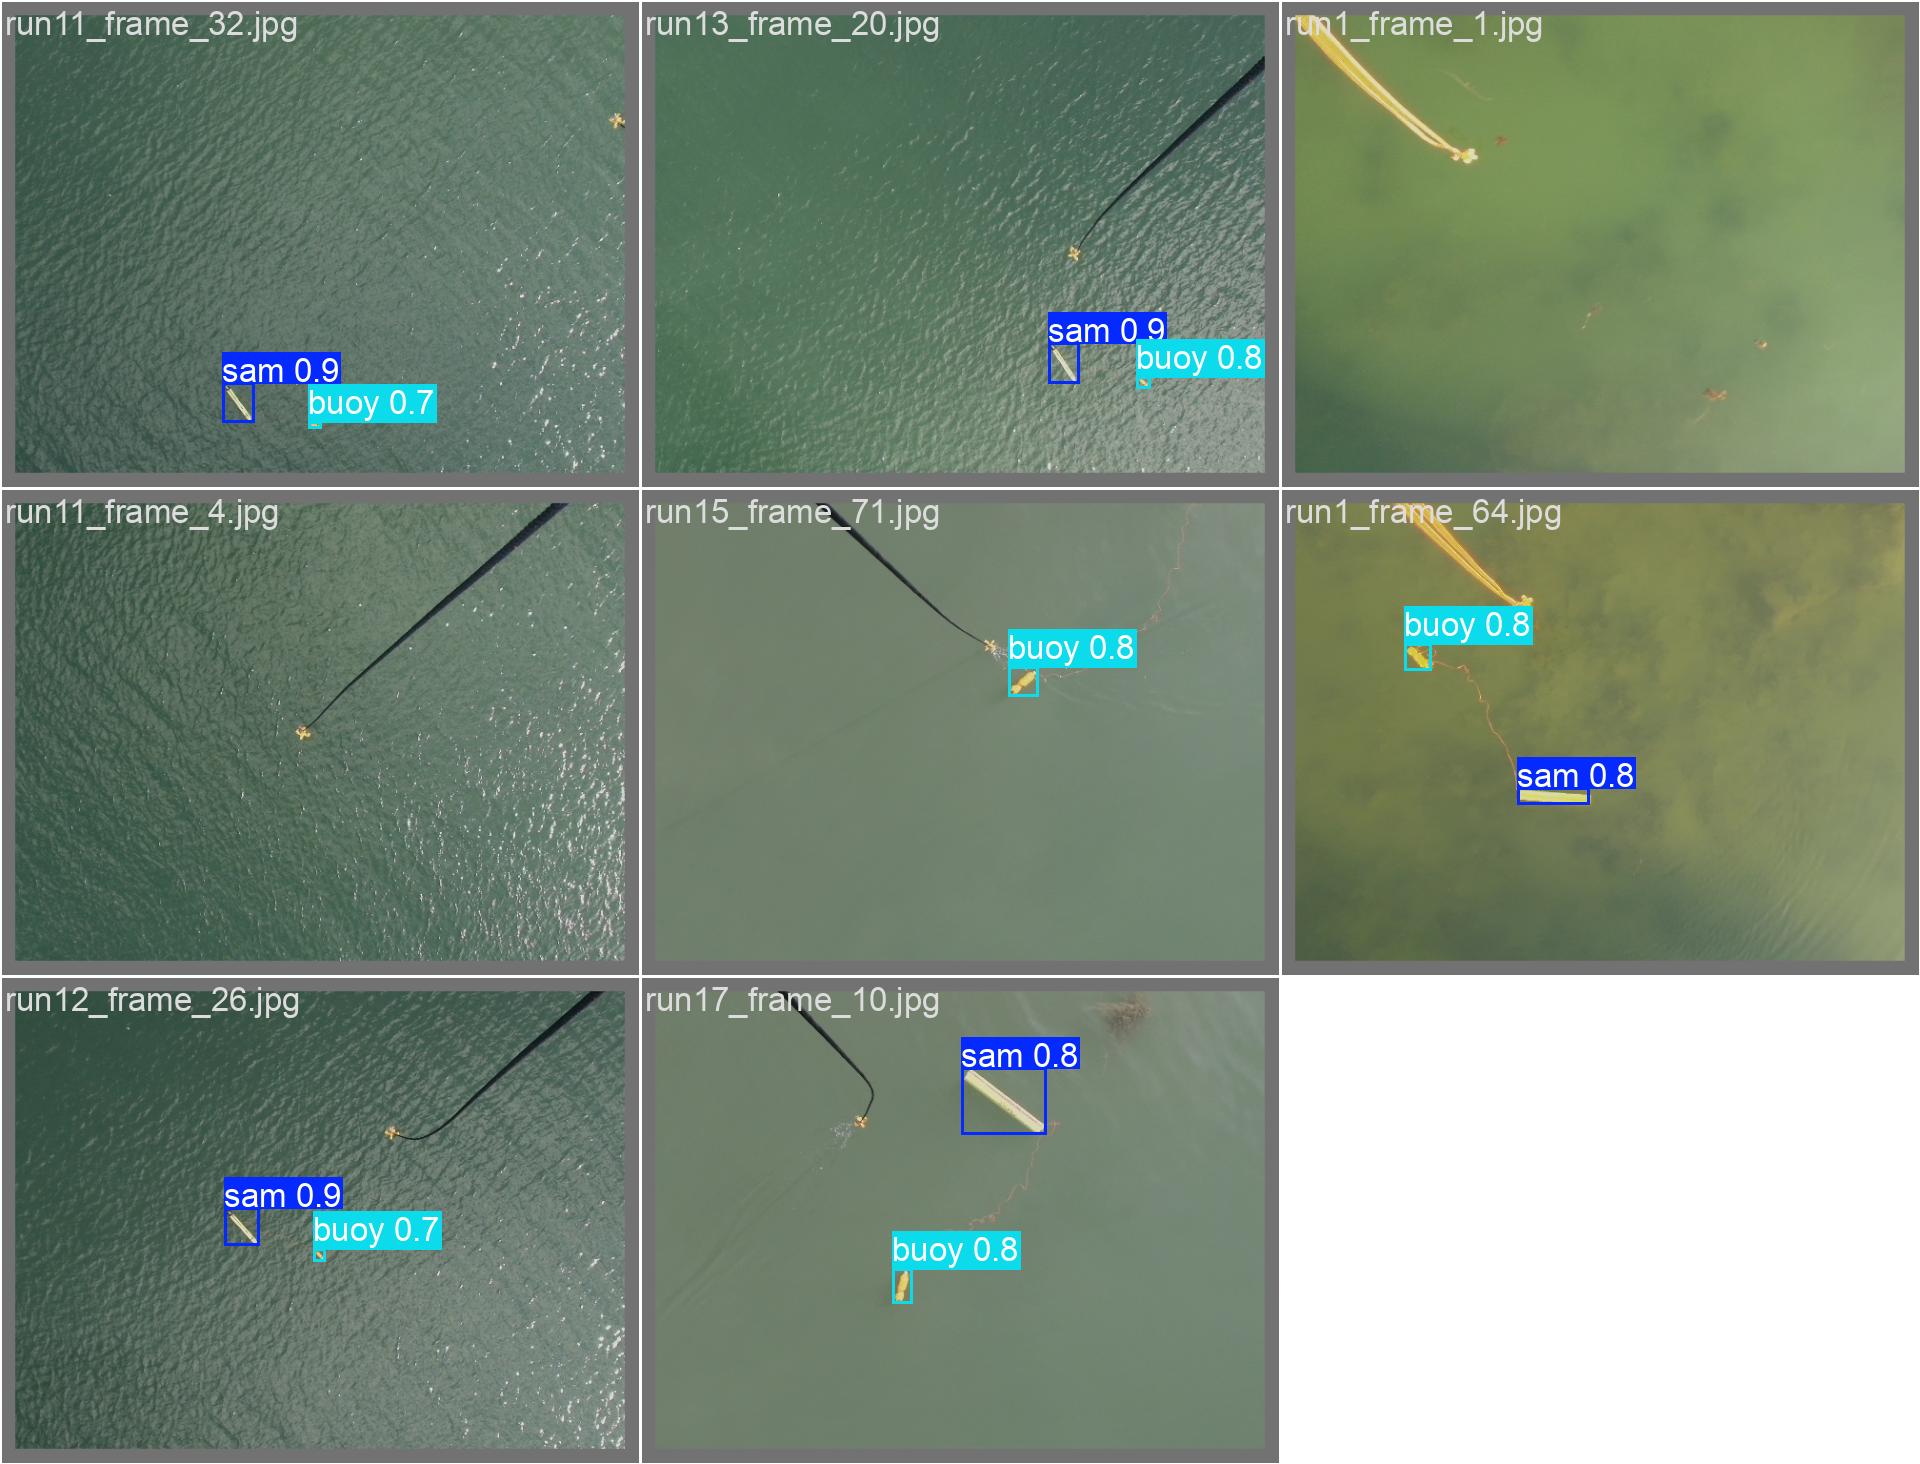 run11_frame_32.jpg
sam 0.9
buoy 0.7
run13_frame_20.jpg
sam 0.9
buoy 0.8
run1_frame_1.jpg
run11_frame_4.jpg
run15_frame_71.jpg
buoy 0.8
run1_frame_64.jpg
buoy 0.8
sam 0.8
run12_frame_26.jpg
sam 0.9
buoy 0.7
run17_frame_10.jpg
sam 0.8
buoy 0.8